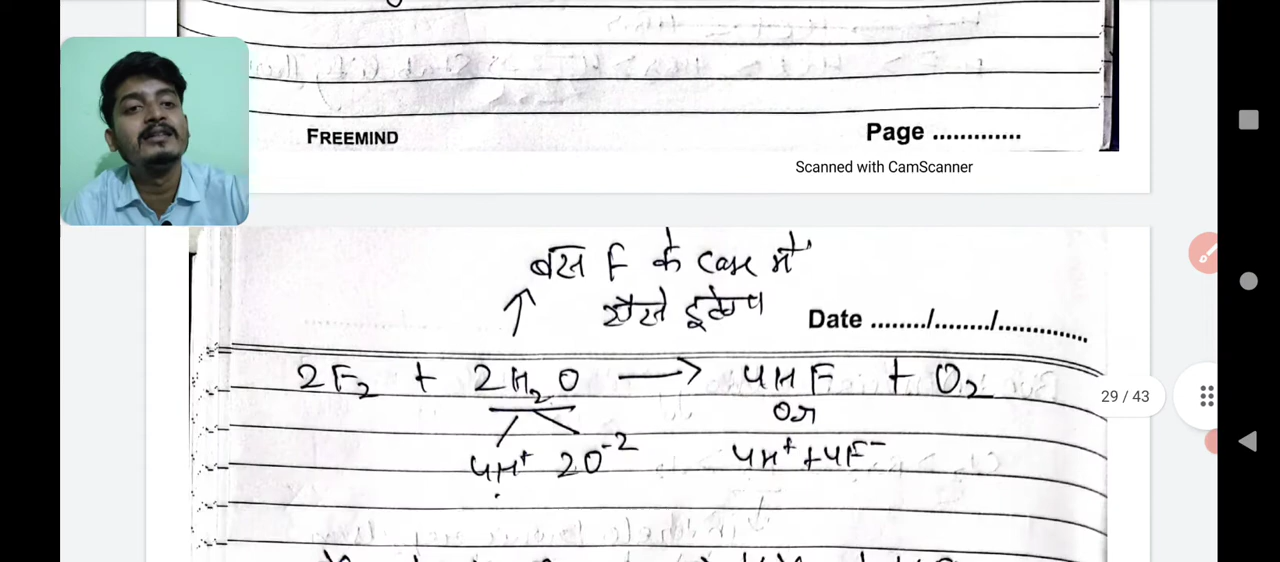 FREEMIND
Page .............
Scanned with CamScanner
बस F के case में
Date ......../......../.............
2F₂ + 2H₂O ⟶ 4HF + O₂
29 / 43
or
4H⁺ 2O⁻² 4H⁺ + 4F⁻